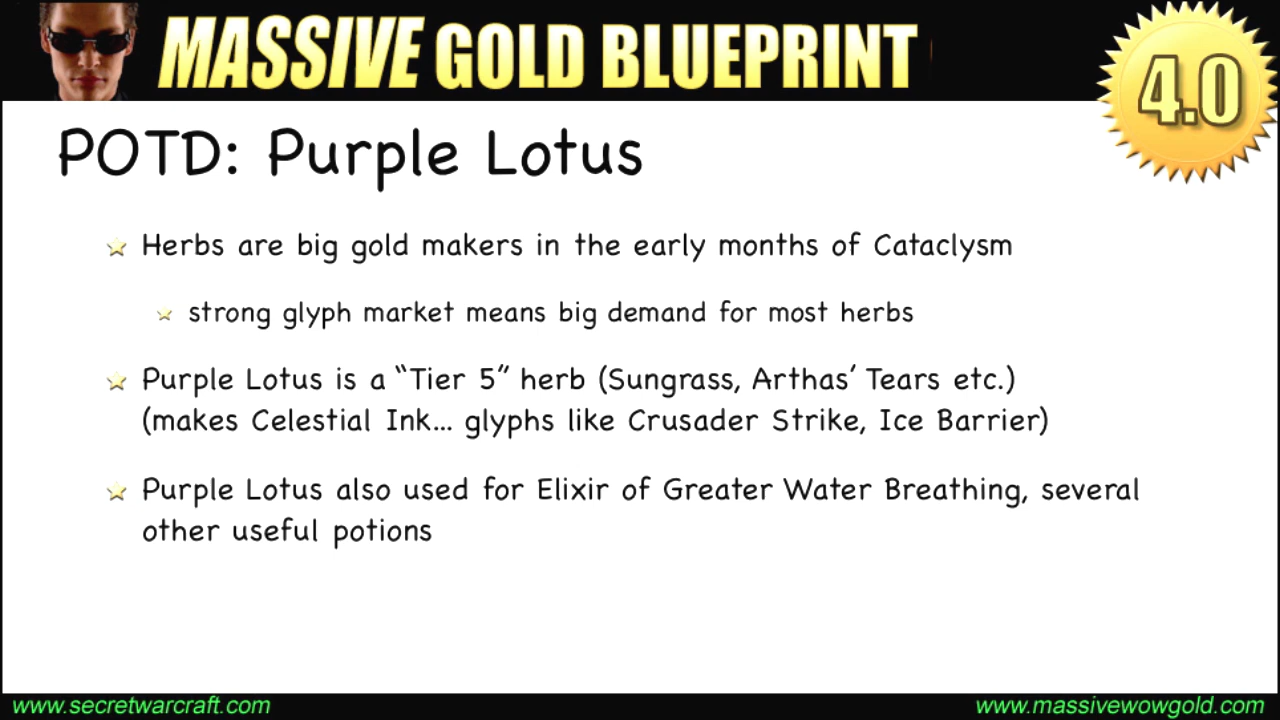 MASSIVE GOLD BLUEPRINT
4.0
POTD: Purple Lotus
Herbs are big gold makers in the early months of Cataclysm
strong glyph market means big demand for most herbs
Purple Lotus is a “Tier 5” herb (Sungrass, Arthas’ Tears etc.)
(makes Celestial Ink... glyphs like Crusader Strike, Ice Barrier)
Purple Lotus also used for Elixir of Greater Water Breathing, several
other useful potions
www.secretwarcraft.com
www.massivewowgold.com